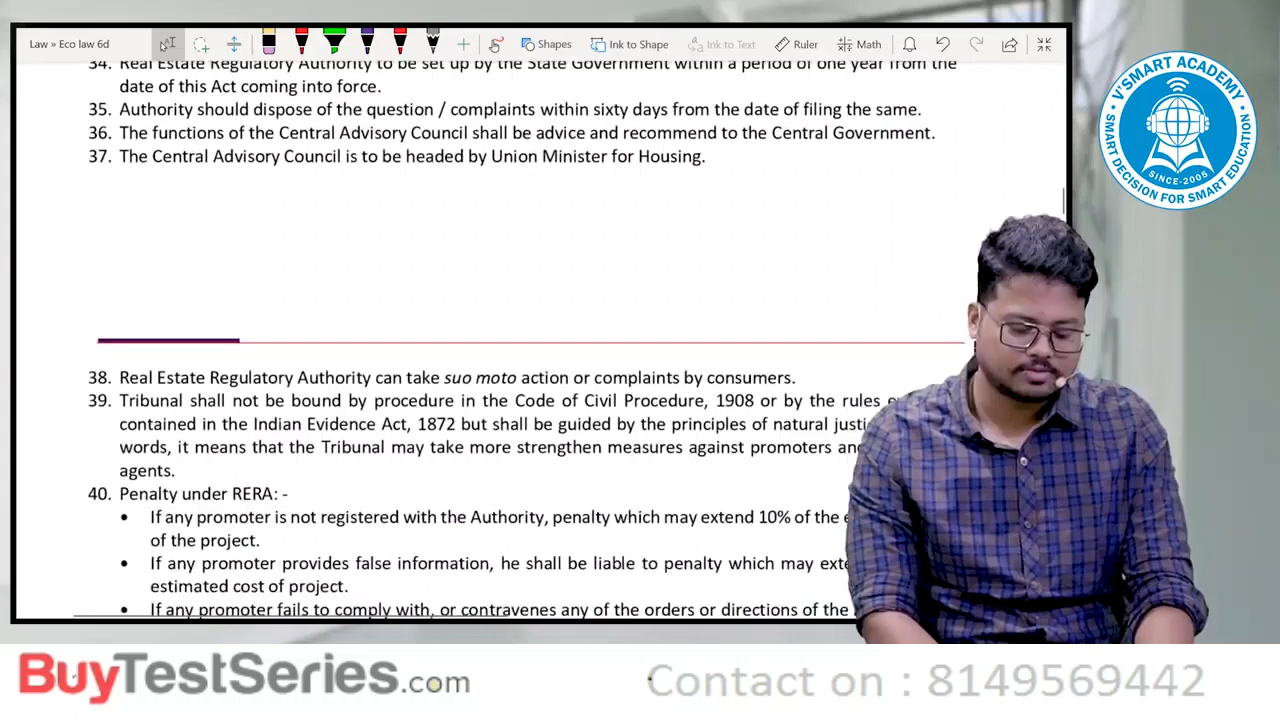 Law » Eco law 6d
Shapes
Ink to Shape
Ink to Text
Ruler
Math
34. Real Estate Regulatory Authority to be set up by the State Government within a period of one year from the
date of this Act coming into force.
35. Authority should dispose of the question / complaints within sixty days from the date of filing the same.
36. The functions of the Central Advisory Council shall be advice and recommend to the Central Government.
37. The Central Advisory Council is to be headed by Union Minister for Housing.
38. Real Estate Regulatory Authority can take suo moto action or complaints by consumers.
39. Tribunal shall not be bound by procedure in the Code of Civil Procedure, 1908 or by the rules
contained in the Indian Evidence Act, 1872 but shall be guided by the principles of natural
words, it means that the Tribunal may take more strengthen measures against promoters
agents.
40. Penalty under RERA: -
• If any promoter is not registered with the Authority, penalty which may extend 10% of the
of the project.
• If any promoter provides false information, he shall be liable to penalty which may
estimated cost of project.
• If any promoter fails to comply with, or contravenes any of the orders or directions of the
V'SMART ACADEMY
SINCE-2005
SMART DECISION FOR SMART EDUCATION
BuyTestSeries.com
Contact on : 8149569442